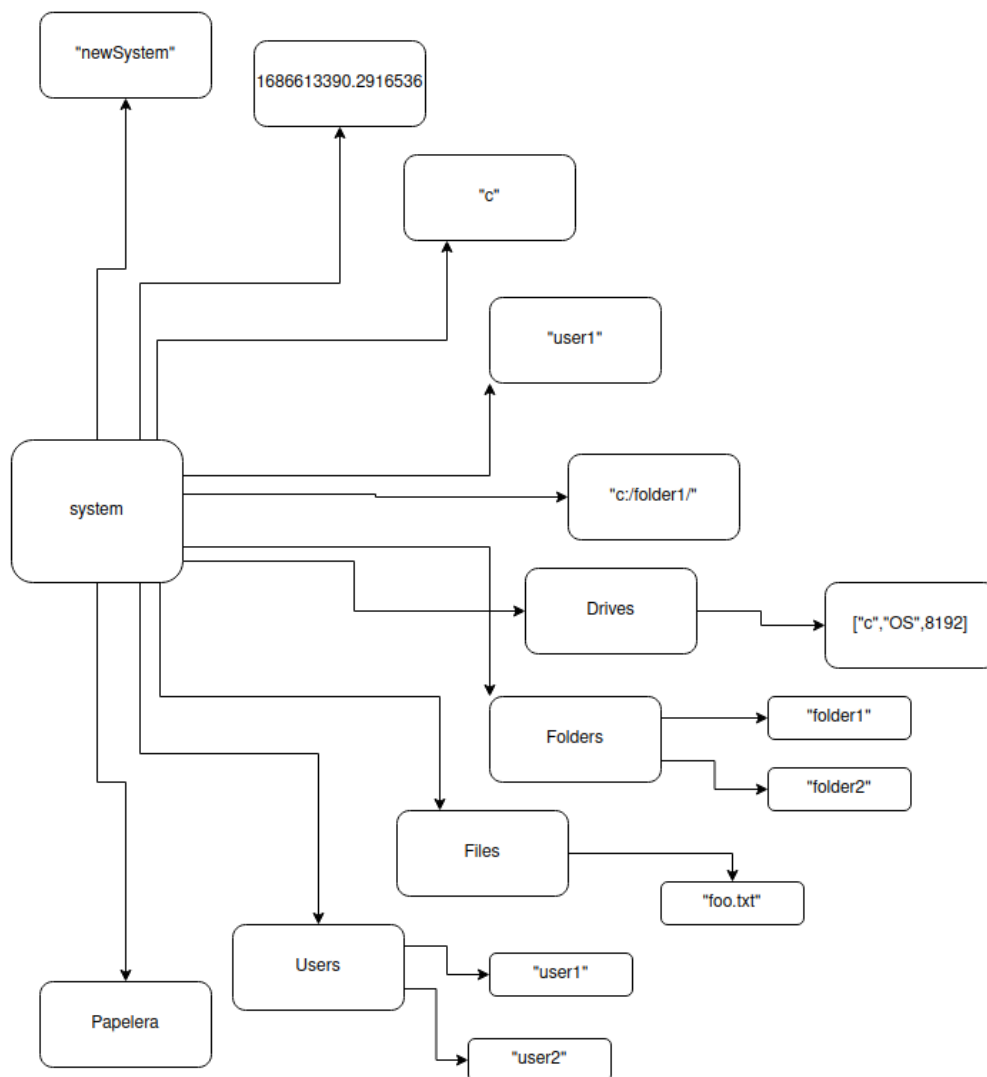 "newSystem"
1686613390.2916536
"c"
"user1"
system
"c:/folder1/"
Drives
["c","OS",8192]
Folders
"folder1"
"folder2"
Files
"foo.txt"
Users
"user1"
Papelera
"user2"